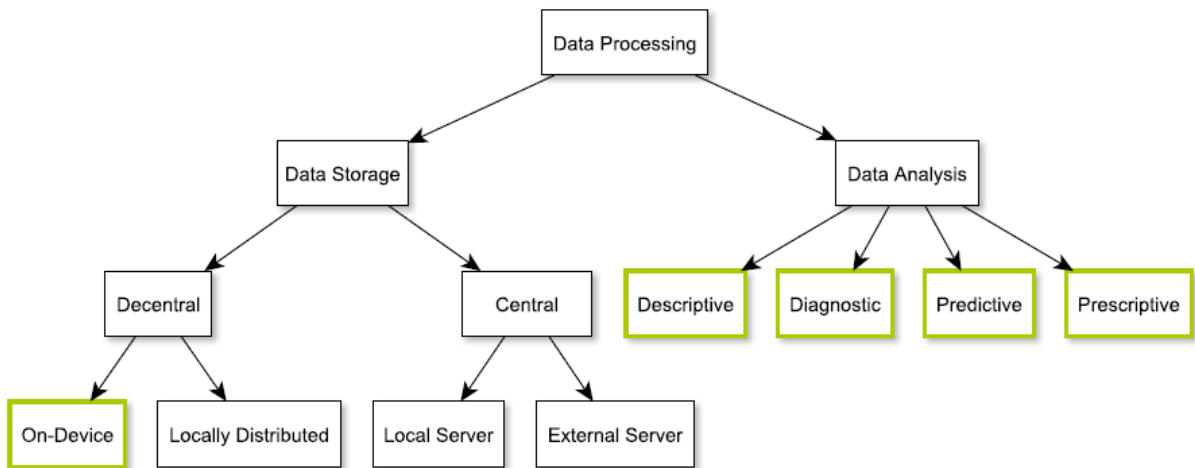 Data Processing
Data Storage
Data Analysis
Decentral
Central
Descriptive
Diagnostic
Predictive
Prescriptive
On-Device
Locally Distributed
Local Server
External Server